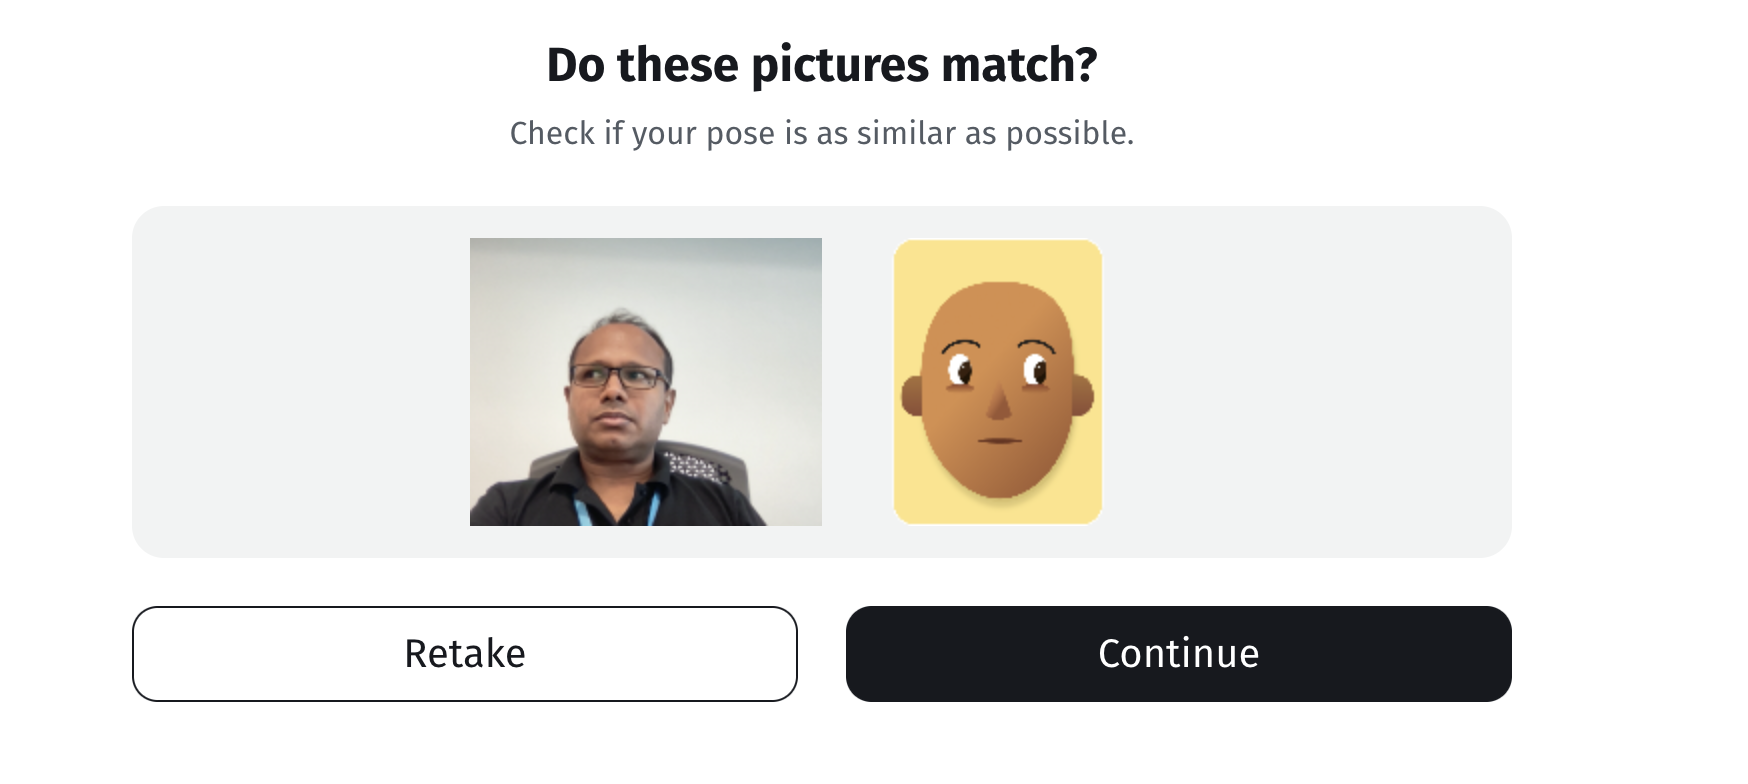 Do these pictures match?
Check if your pose is as similar as possible.
Retake
Continue